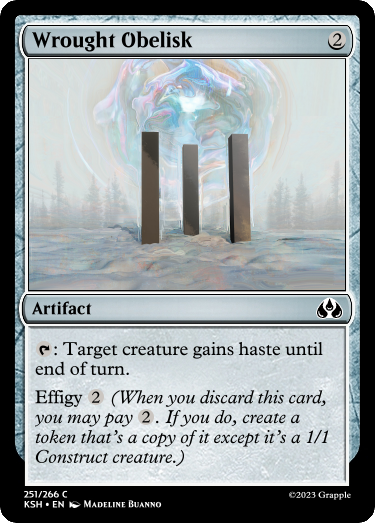 Wrought Obelisk 2
Artifact
: Target creature gains haste until
end of turn.
Effigy 2 (When you discard this card,
you may pay 2. If you do, create a
token that's a copy of it except it's a 1/1
Construct creature.)
251/266 C
KSH • EN Madeline Buanno
©2023 Grapple